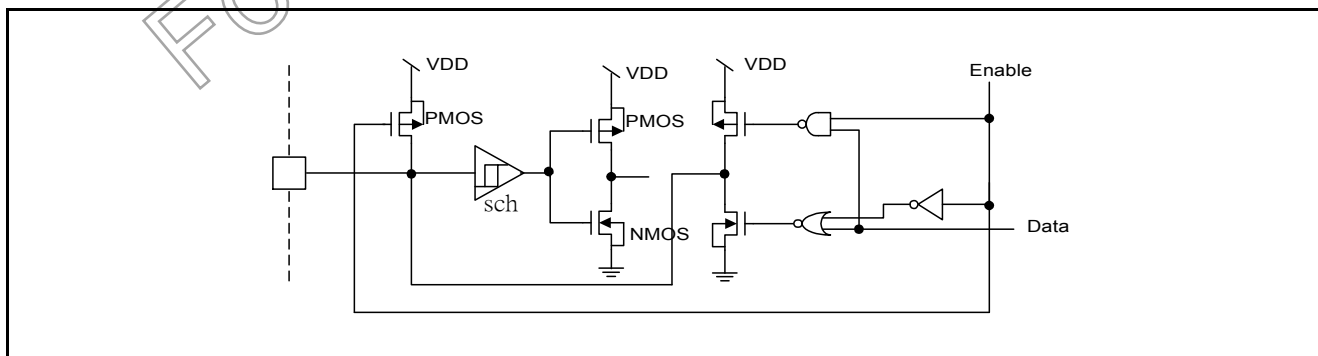 VDD
VDD
VDD
Enable
PMOS
PMOS
sch
NMOS
Data